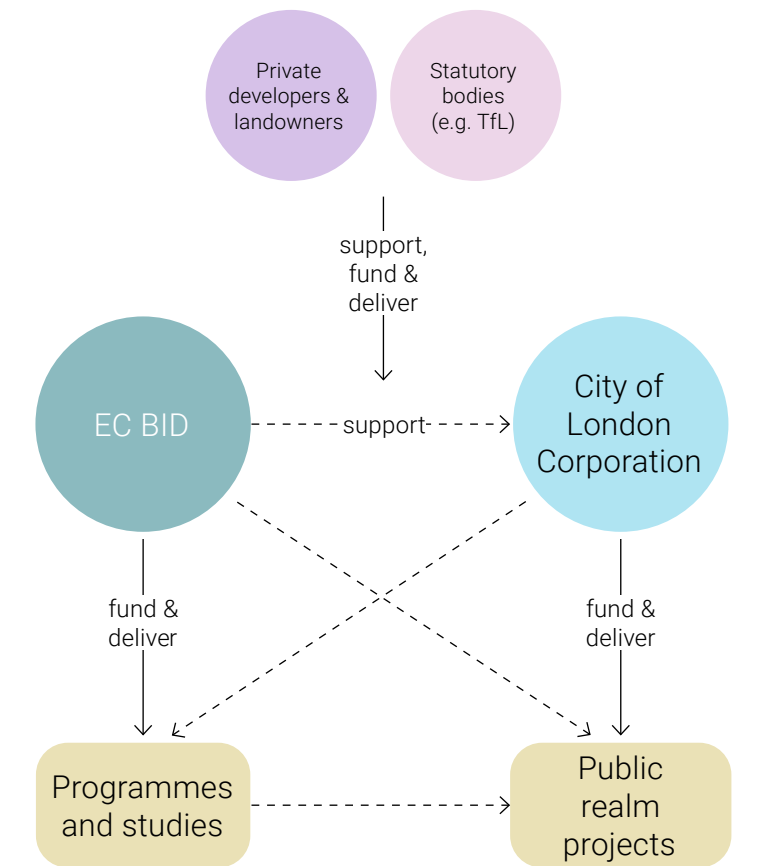 Private
developers &
landowners
Statutory
bodies
(e.g. TfL)
support,
fund &
deliver
EC BID
support
City of
London
Corporation
fund &
deliver
fund &
deliver
Programmes
and studies
Public
realm
projects